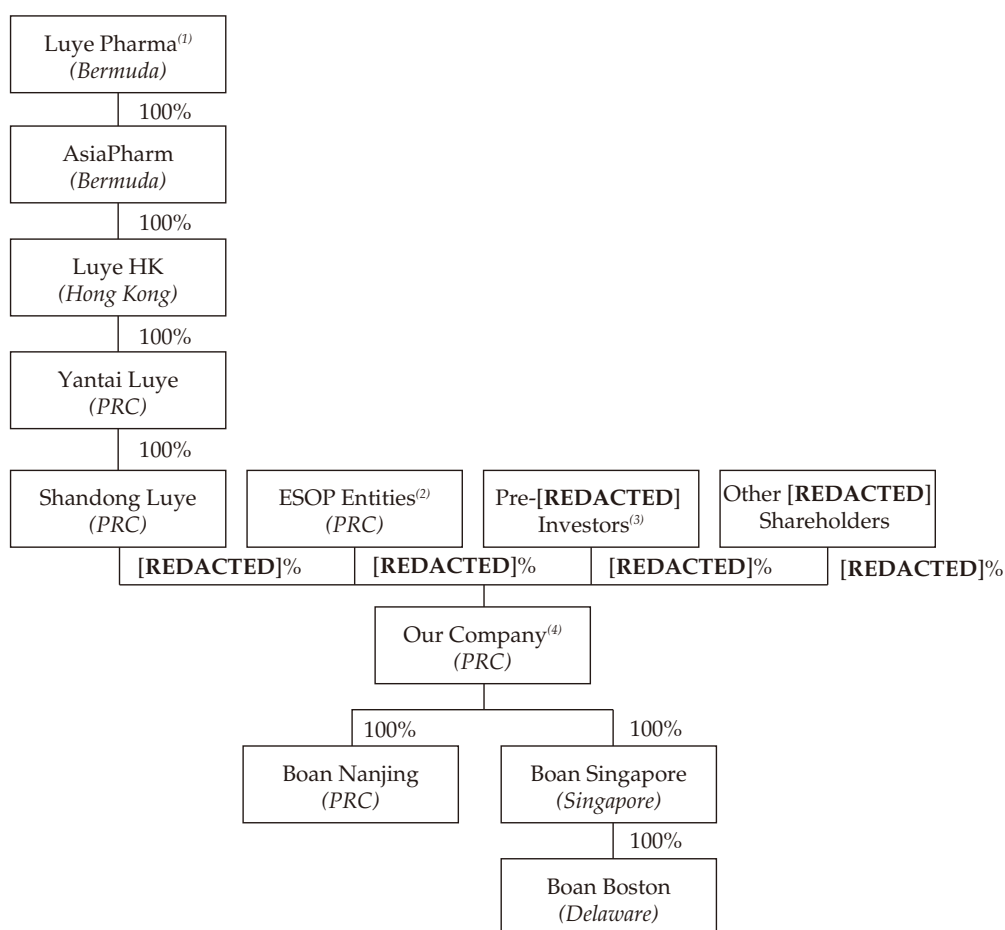 Luye Pharma(1)
(Bermuda)
100%
AsiaPharm
(Bermuda)
100%
Luye HK
(Hong Kong)
100%
Yantai Luye
(PRC)
100%
Shandong Luye
(PRC)
ESOP Entities(2)
(PRC)
Pre-[REDACTED]
Investors(3)
Other [REDACTED]
Shareholders
[REDACTED]%
[REDACTED]%
[REDACTED]%
[REDACTED]%
Our Company(4)
(PRC)
100%
100%
Boan Nanjing
(PRC)
Boan Singapore
(Singapore)
100%
Boan Boston
(Delaware)